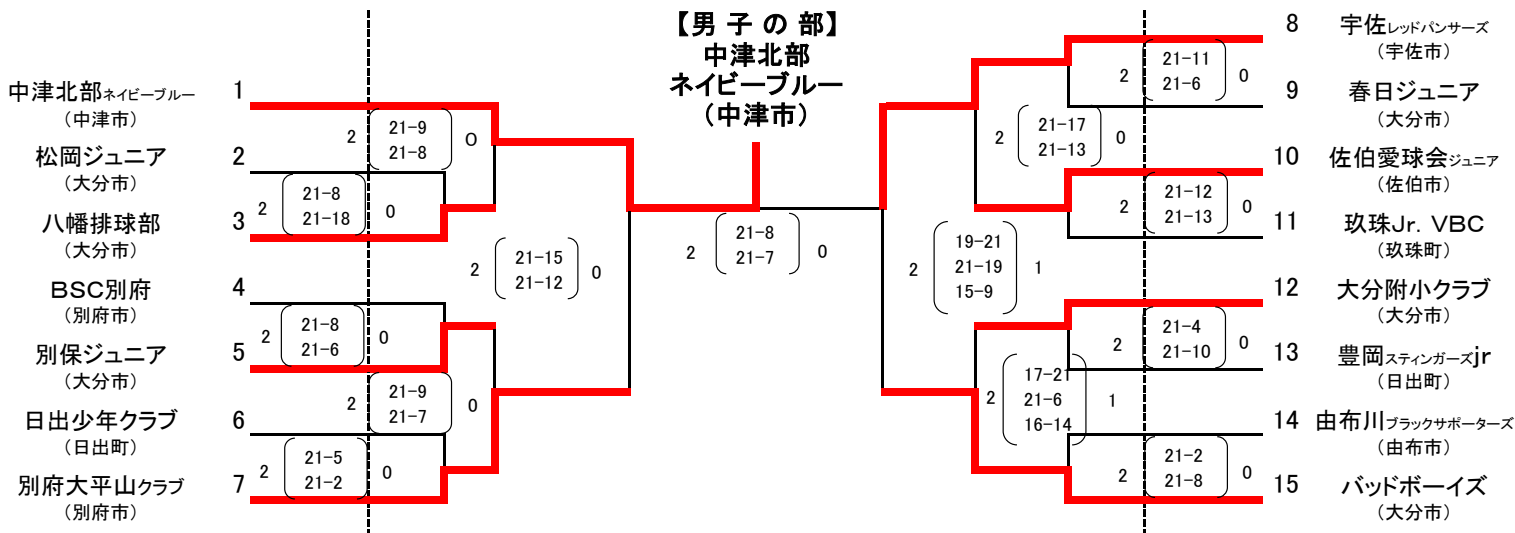 【男 子 の 部】
中津北部
ネイビーブルー
（中津市）
中津北部ネイビーブルー 1
（中津市）
松岡ジュニア 2
（大分市）
八幡排球部 3
（大分市）
BSC別府 4
（別府市）
別保ジュニア 5
（大分市）
日出少年クラブ 6
（日出町）
別府大平山クラブ 7
（別府市）
2 21-9 0
21-8
2 21-8 0
21-18
2 21-15 0
21-12
2 21-8 0
21-6
2 21-9 0
21-7
2 21-5 0
21-2
2 21-8 0
21-7
8 宇佐レッドパンサーズ
（宇佐市）
9 春日ジュニア
（大分市）
10 佐伯愛球会ジュニア
（佐伯市）
11 玖珠Jr. VBC
（玖珠町）
12 大分附小クラブ
（大分市）
13 豊岡スティンガーズjr
（日出町）
14 由布川ブラックサポーターズ
（由布市）
15 バッドボーイズ
（大分市）
2 21-11 0
21-6
2 21-17 0
21-13
2 21-12 0
21-13
19-21
2 21-19 1
15-9
2 21-4 0
21-10
17-21
2 21-6 1
16-14
2 21-2 0
21-8